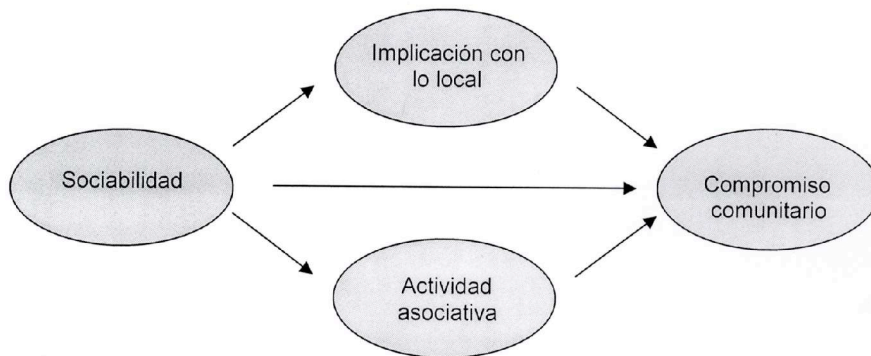 Implicación con
lo local
Sociabilidad
Compromiso
comunitario
Actividad
asociativa